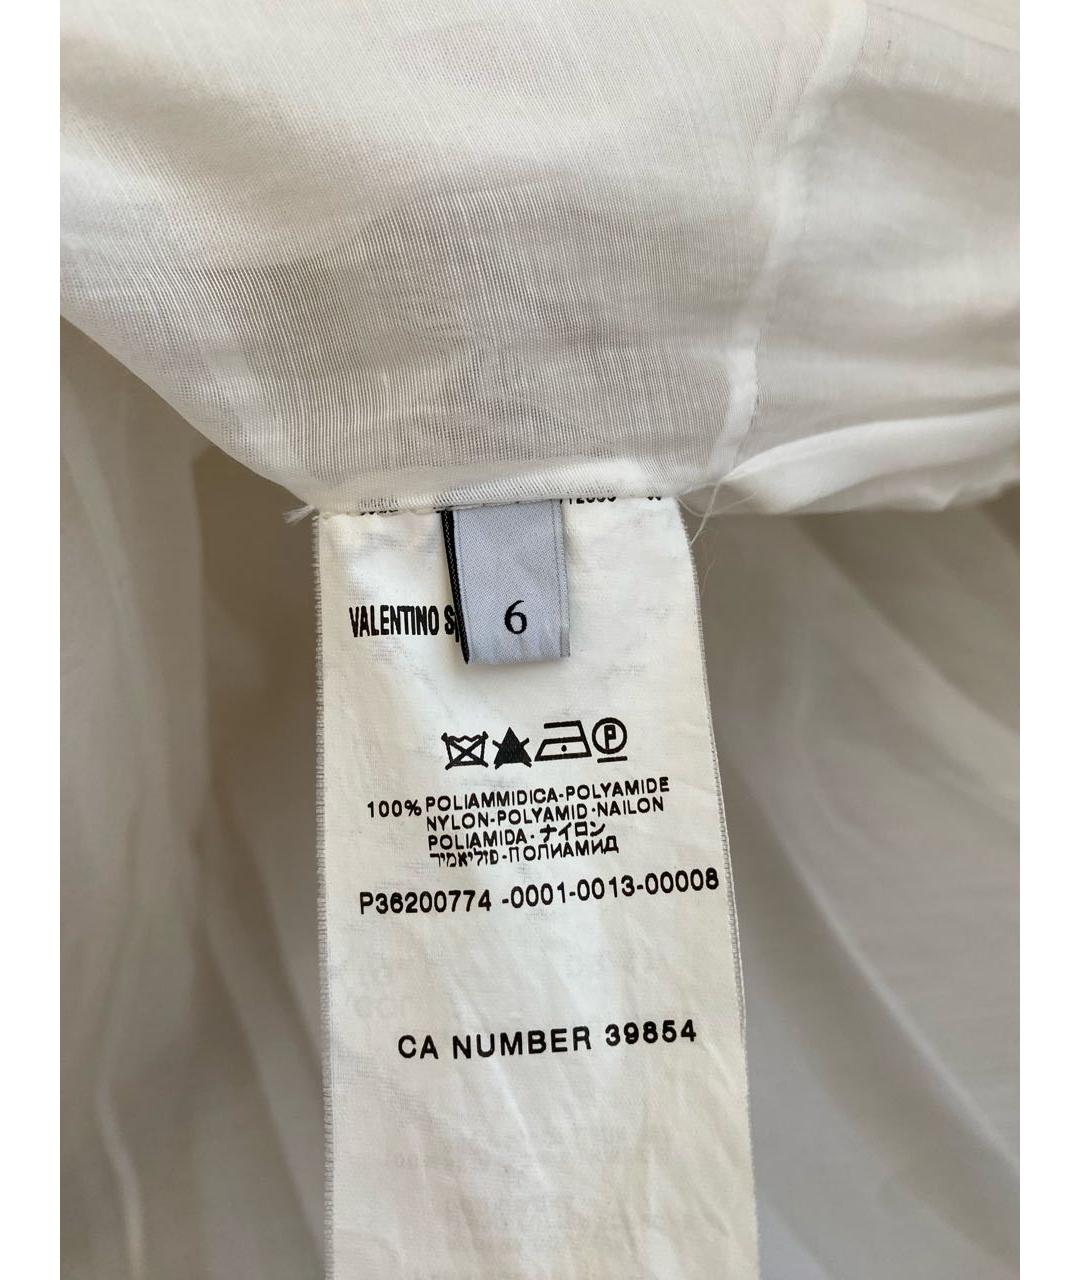 VALENTINO S
6
100% POLIAMMIDICA-POLYAMIDE
NYLON-POLYAMID-NAILON
POLIAMIDA-ナイロン
פוליאמיד-ПОЛИАМИД
P36200774 -0001-0013-00008
CA NUMBER 39854